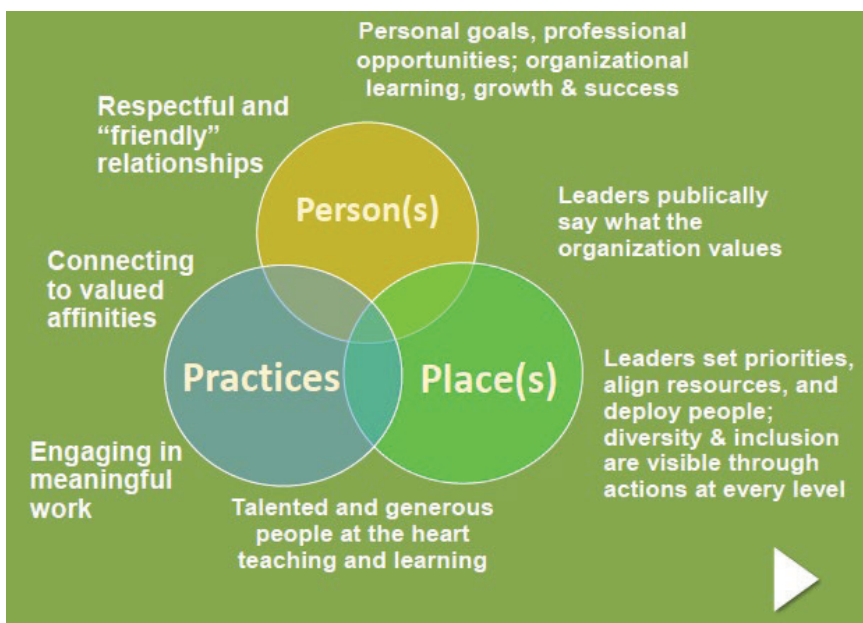 Personal goals, professional
opportunities; organizational
learning, growth & success
Respectful and
“friendly”
relationships
Person(s)
Leaders publically
say what the
organization values
Connecting
to valued
affinities
Practices
Place(s)
Leaders set priorities,
align resources, and
deploy people;
diversity & inclusion
are visible through
actions at every level
Engaging in
meaningful
work
Talented and generous
people at the heart
teaching and learning